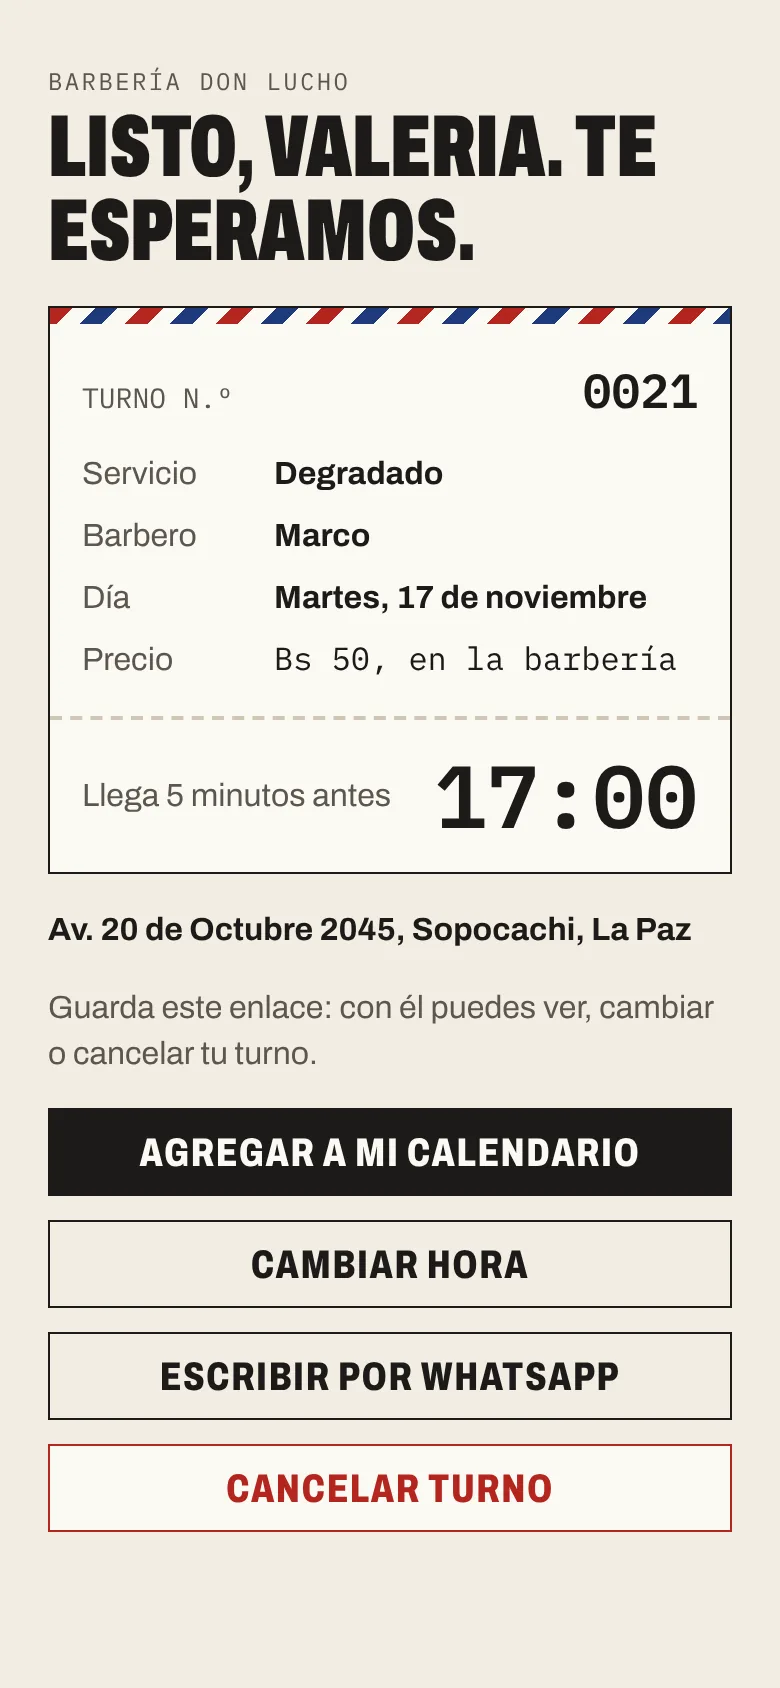 BARBERÍA DON LUCHO
LISTO, VALERIA. TE
ESPERAMOS.
TURNO N.º 0021
Servicio Degradado
Barbero Marco
Día Martes, 17 de noviembre
Precio Bs 50, en la barbería
Llega 5 minutos antes 17:00
Av. 20 de Octubre 2045, Sopocachi, La Paz
Guarda este enlace: con él puedes ver, cambiar
o cancelar tu turno.
AGREGAR A MI CALENDARIO
CAMBIAR HORA
ESCRIBIR POR WHATSAPP
CANCELAR TURNO